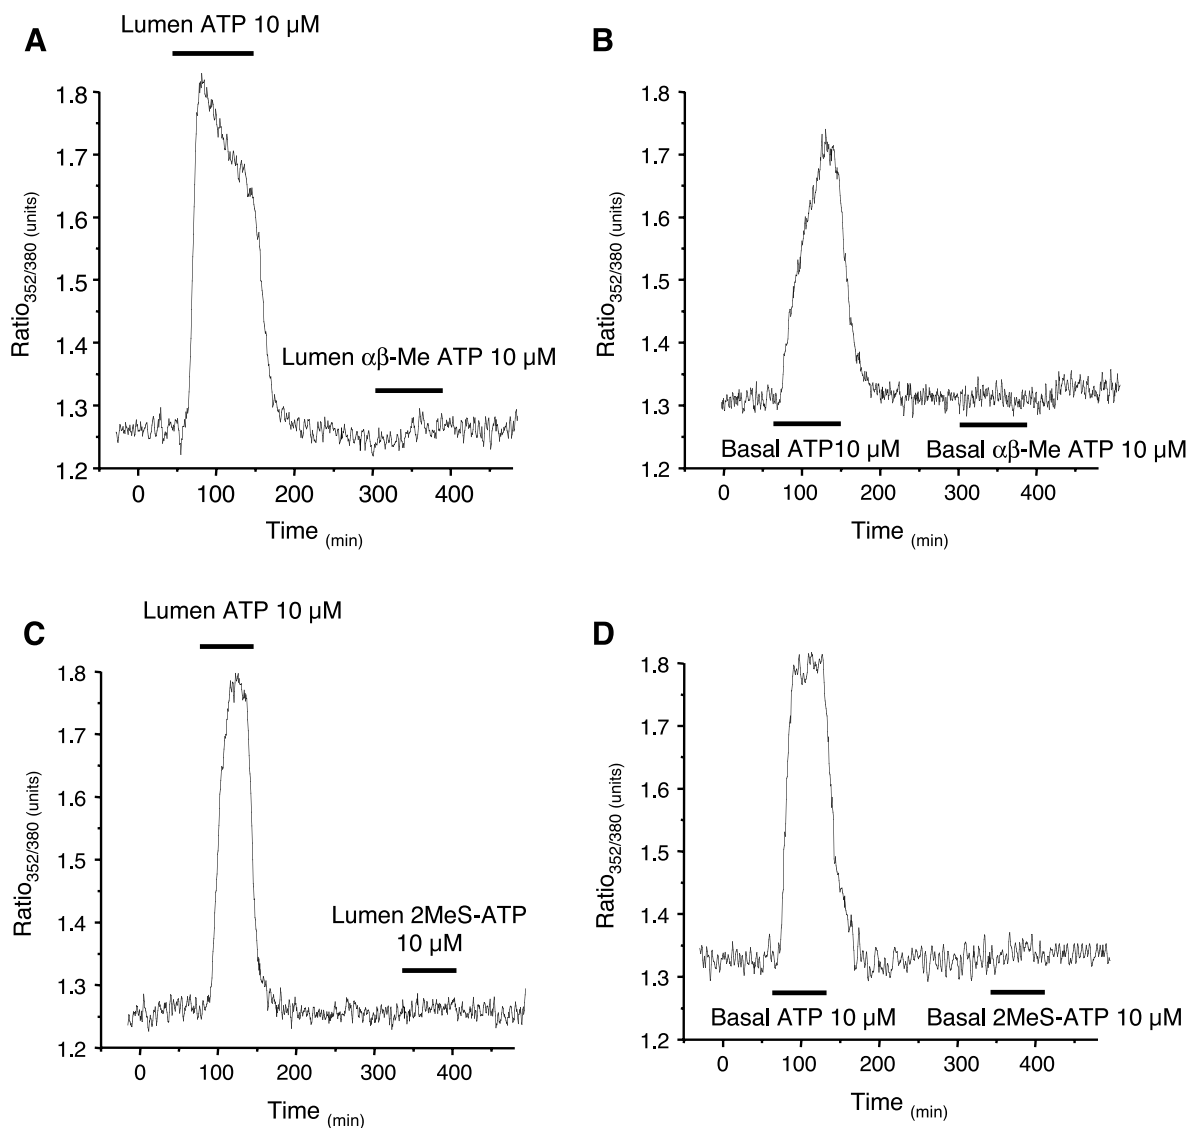 A
Lumen ATP 10 µM
1.8
1.7
1.6
1.5
1.4
1.3
1.2
Ratio352/380 (units)
Lumen αβ-Me ATP 10 µM
0 100 200 300 400
Time (min)
B
1.8
1.7
1.6
1.5
1.4
1.3
1.2
Ratio352/380 (units)
Basal ATP10 µM Basal αβ-Me ATP 10 µM
0 100 200 300 400
Time (min)
C
Lumen ATP 10 µM
1.8
1.7
1.6
1.5
1.4
1.3
1.2
Ratio352/380 (units)
Lumen 2MeS-ATP
10 µM
0 100 200 300 400
Time (min)
D
1.8
1.7
1.6
1.5
1.4
1.3
1.2
Ratio352/380 (units)
Basal ATP 10 µM Basal 2MeS-ATP 10 µM
0 100 200 300 400
Time (min)